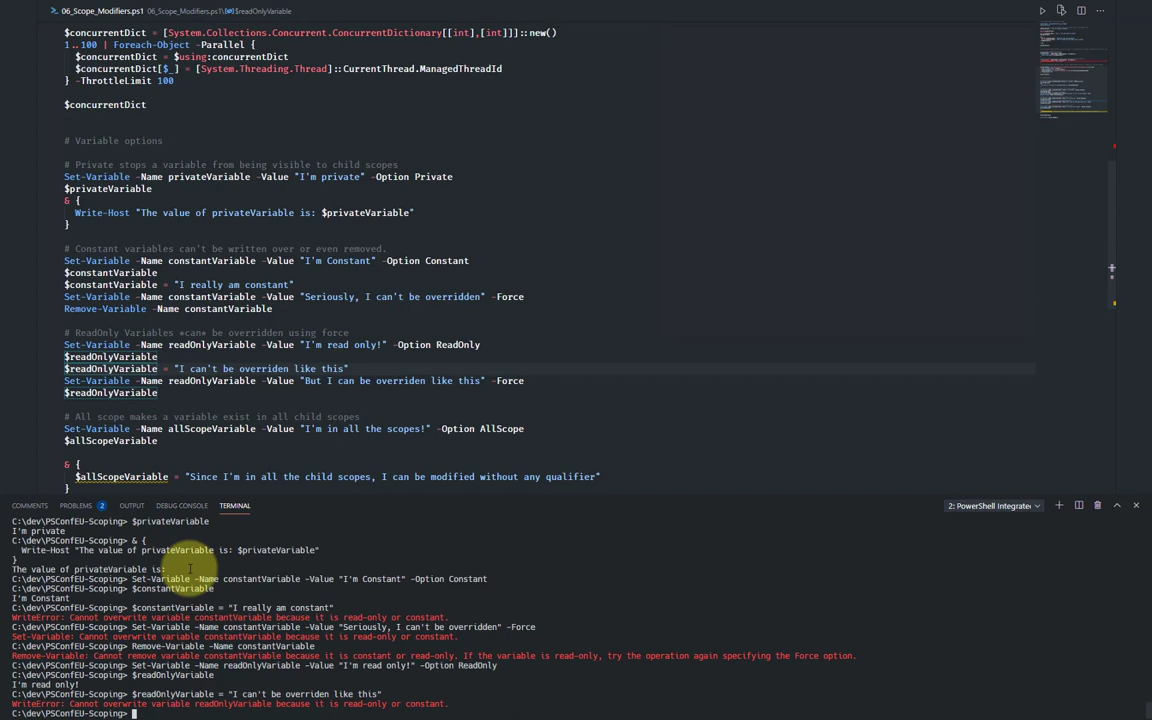 06_Scope_Modifiers.ps1 06_Scope_Modifiers.ps1\$readOnlyVariable
$concurrentDict = [System.Collections.Concurrent.ConcurrentDictionary[[int],[int]]]::new()
1..100 | Foreach-Object -Parallel {
$concurrentDict = $using:concurrentDict
$concurrentDict[$_] = [System.Threading.Thread]::CurrentThread.ManagedThreadId
} -ThrottleLimit 100
$concurrentDict
# Variable options
# Private stops a variable from being visible to child scopes
Set-Variable -Name privateVariable -Value "I'm private" -Option Private
$privateVariable
& {
Write-Host "The value of privateVariable is: $privateVariable"
}
# Constant variables can't be written over or even removed.
Set-Variable -Name constantVariable -Value "I'm Constant" -Option Constant
$constantVariable
$constantVariable = "I really am constant"
Set-Variable -Name constantVariable -Value "Seriously, I can't be overridden" -Force
Remove-Variable -Name constantVariable
# ReadOnly Variables *can* be overridden using force
Set-Variable -Name readOnlyVariable -Value "I'm read only!" -Option ReadOnly
$readOnlyVariable
$readOnlyVariable = "I can't be overriden like this"
Set-Variable -Name readOnlyVariable -Value "But I can be overriden like this" -Force
$readOnlyVariable
# All scope makes a variable exist in all child scopes
Set-Variable -Name allScopeVariable -Value "I'm in all the scopes!" -Option AllScope
$allScopeVariable
& {
$allScopeVariable = "Since I'm in all the child scopes, I can be modified without any qualifier"
}
COMMENTS PROBLEMS 2 OUTPUT DEBUG CONSOLE TERMINAL 2: PowerShell Integrated
C:\dev\PSConfEU-Scoping> $privateVariable
I'm private
C:\dev\PSConfEU-Scoping> & {
Write-Host "The value of privateVariable is: $privateVariable"
}
The value of privateVariable is:
C:\dev\PSConfEU-Scoping> Set-Variable -Name constantVariable -Value "I'm Constant" -Option Constant
C:\dev\PSConfEU-Scoping> $constantVariable
I'm Constant
C:\dev\PSConfEU-Scoping> $constantVariable = "I really am constant"
WriteError: Cannot overwrite variable constantVariable because it is read-only or constant.
C:\dev\PSConfEU-Scoping> Set-Variable -Name constantVariable -Value "Seriously, I can't be overridden" -Force
Set-Variable: Cannot overwrite variable constantVariable because it is read-only or constant.
C:\dev\PSConfEU-Scoping> Remove-Variable -Name constantVariable
Remove-Variable: Cannot remove variable constantVariable because it is constant or read-only. If the variable is read-only, try the operation again specifying the Force option.
C:\dev\PSConfEU-Scoping> Set-Variable -Name readOnlyVariable -Value "I'm read only!" -Option ReadOnly
C:\dev\PSConfEU-Scoping> $readOnlyVariable
I'm read only!
C:\dev\PSConfEU-Scoping> $readOnlyVariable = "I can't be overriden like this"
WriteError: Cannot overwrite variable readOnlyVariable because it is read-only or constant.
C:\dev\PSConfEU-Scoping>